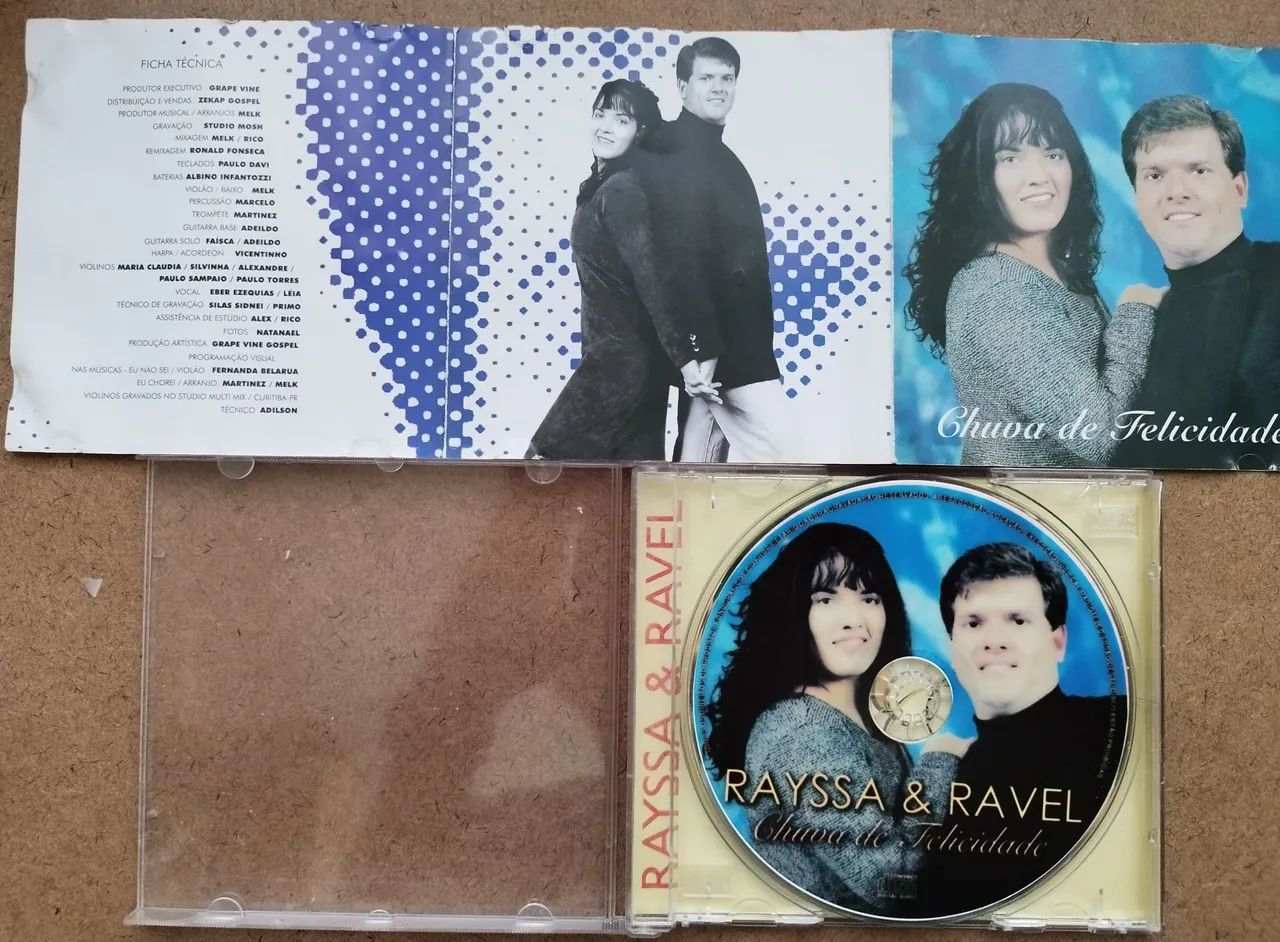 FICHA TÉCNICA
PRODUTOR EXECUTIVO GRAPE VINE
DISTRIBUIÇÃO E VENDAS ZEKAP GOSPEL
PRODUTOR MUSICAL / ARRANJOS MELK
GRAVAÇÃO STUDIO MOSH
MIXAGEM MELK / RICO
REMIXAGEM RONALD FONSECA
TECLADOS PAULO DAVI
BATERIAS ALBINO INFANTOZZI
VIOLÃO / BAIXO MELK
PERCUSSÃO MARCELO
TROMPÉTE MARTINEZ
GUITARRA BASE ADEILDO
GUITARRA SOLO FAÍSCA / ADEILDO
HARPA / ACORDEON VICENTINHO
VIOLINOS MARIA CLAUDIA / SILVINHA / ALEXANDRE /
PAULO SAMPAIO / PAULO TORRES
VOCAL EBER EZEQUIAS / LEIA
TÉCNICO DE GRAVAÇÃO SILAS SIDNEI / PRIMO
ASSISTÊNCIA DE ESTÚDIO ALEX / RICO
FOTOS NATANAEL
PRODUÇÃO ARTÍSTICA GRAPE VINE GOSPEL
PROGRAMAÇÃO VISUAL
NAS MÚSICAS - EU NÃO SEI / VIOLÃO FERNANDA BELARUA
EU CHOREI / ARRANJO MARTINEZ / MELK
VIOLINOS GRAVADOS NO STÚDIO MULTI MIX / CURITIBA-PR
TÉCNICO ADILSON
Chuva de Felicidade
RAYSSA & RAVEL
RAYSSA & RAVEL
Chuva de Felicidade
COMPACT
DIGITAL AUDIO